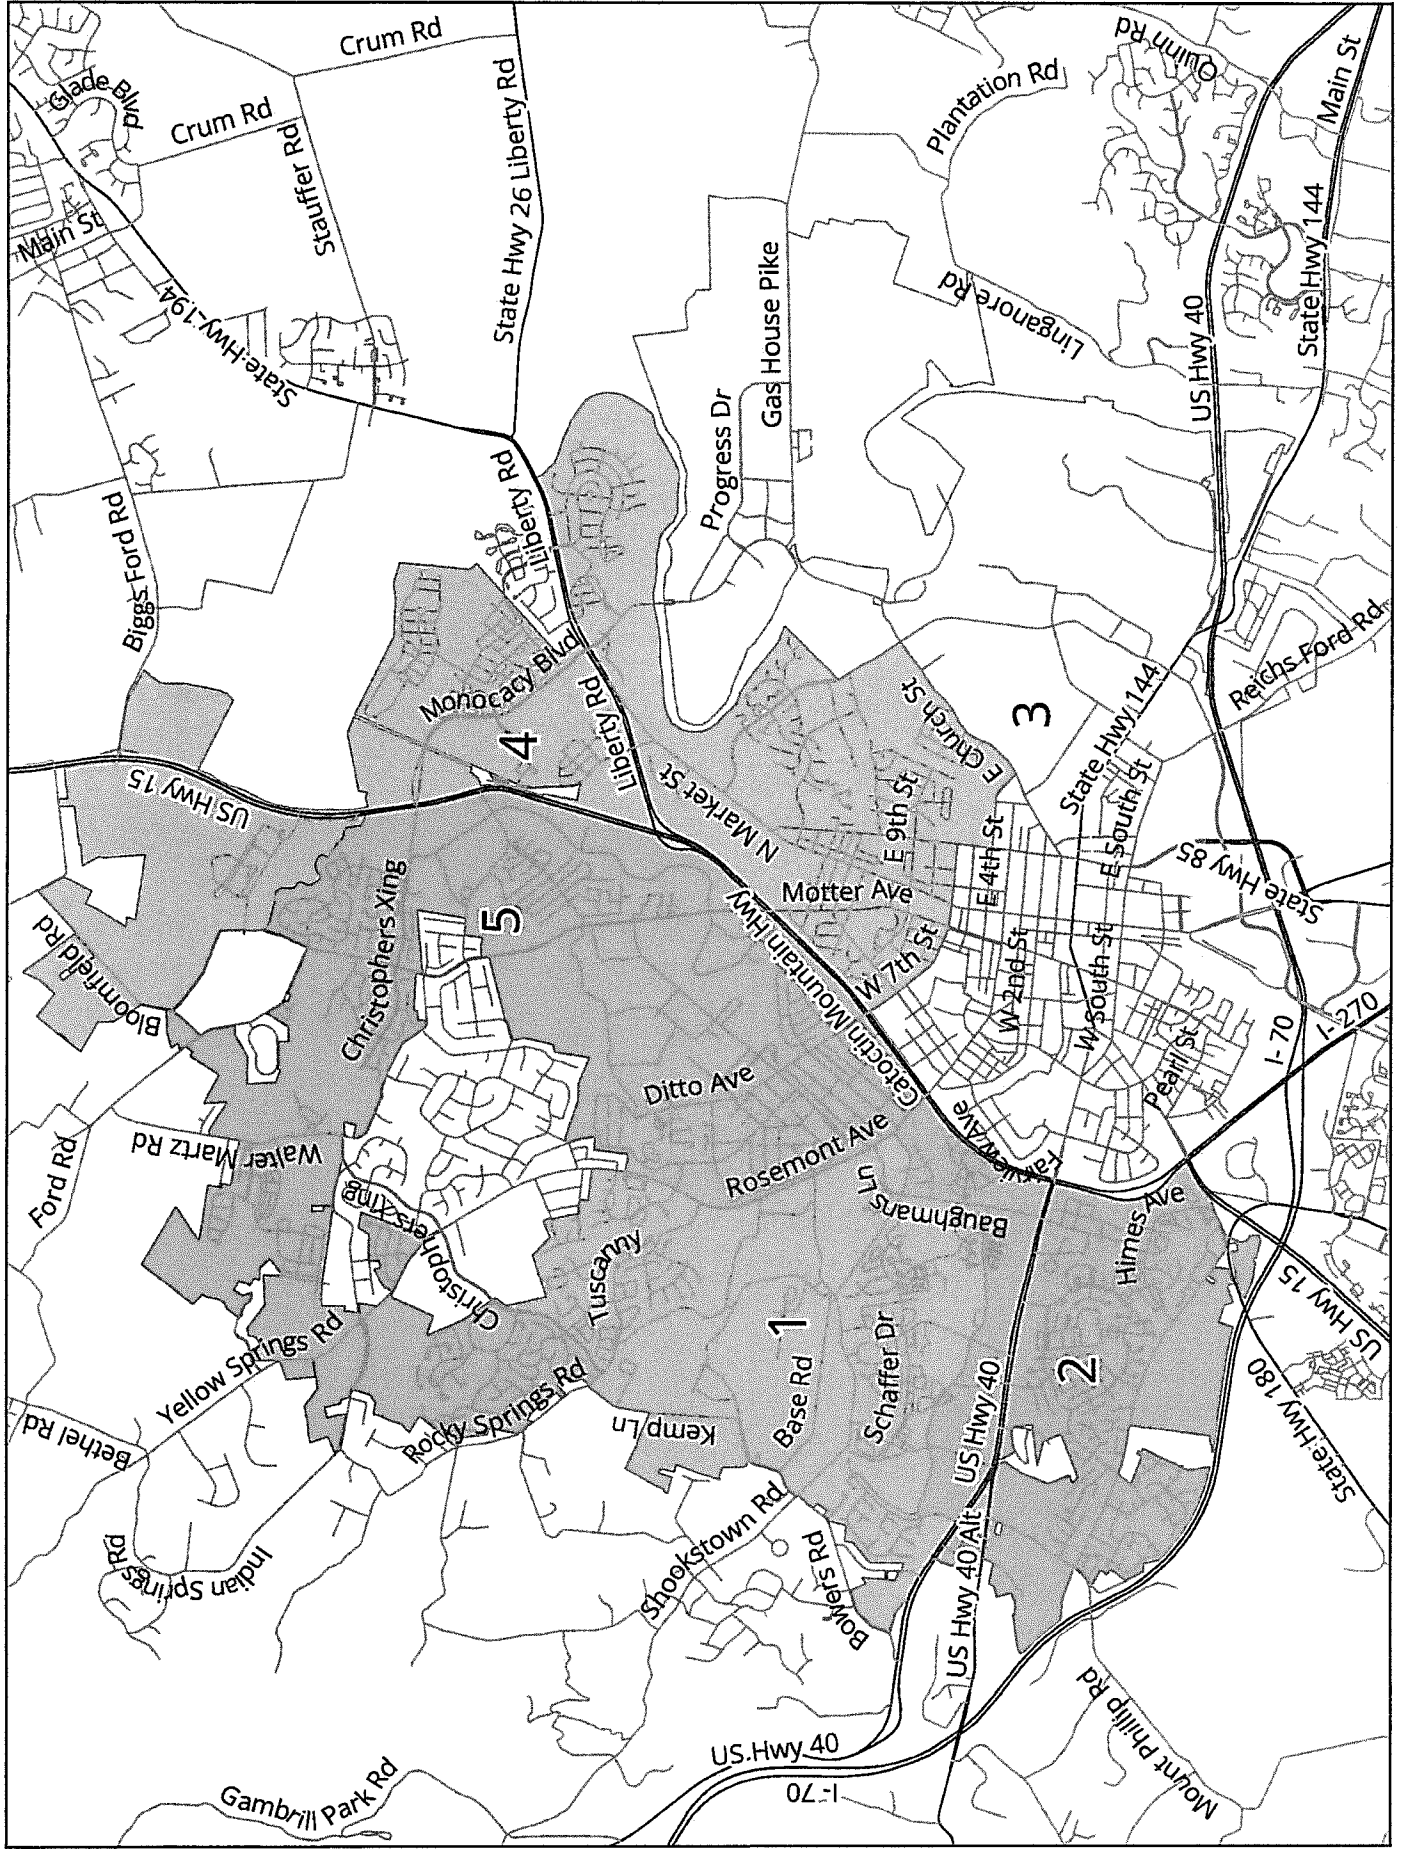 Crum Rd
Glade Blvd
Crum Rd
Stauffer Rd
State Hwy 26 Liberty Rd
Plantation Rd
Quinn Rd
Main St
Main St
State Hwy 194
Gas House Pike
Linganore Rd
US Hwy 40
State Hwy 144
Progress Dr
Liberty Rd
Biggs Ford Rd
Monocacy Blvd
Liberty Rd
4
US Hwy 15
N Market St
E Church St
3
State Hwy 144
Reichs Ford Rd
E 9th St
E 4th St
E South St
State Hwy 85
State
Motter Ave
Christophers Xing
5
Bloomfield Rd
Catoctin Mountain Hwy
W 7th St
W 2nd St
W South St
Pearl St
I- 70
I- 270
Ditto Ave
Rosemont Ave
Fairview Ave
Ford Rd
Walter Martz Rd
Christophers Xing
Christoph
Baughmans Ln
Himes Ave
Tuscanny
1
Base Rd
Schaffer Dr
US Hwy 40
2
US Hwy 15
State Hwy 180
Yellow Springs Rd
Bethel Rd
Rocky Springs Rd
Kemp Ln
Indian Springs Rd
Shookstown Rd
Bowers Rd
US Hwy 40 Alt
US Hwy 40
I- 70
Mount Phillip Rd
Gambrill Park Rd